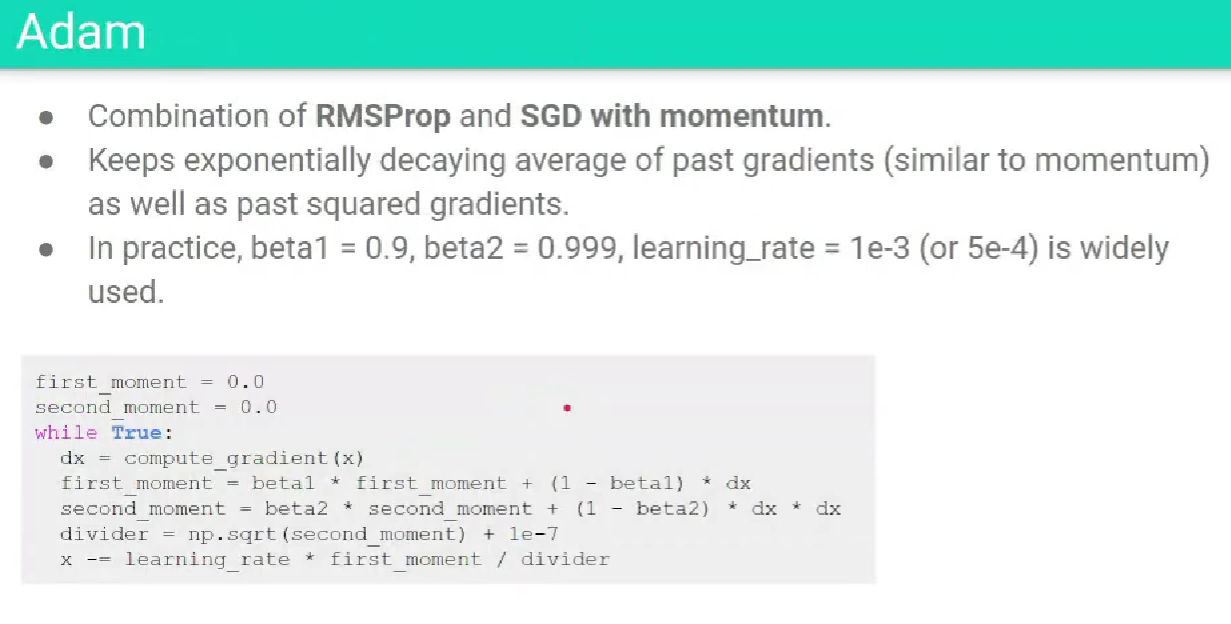 Adam
● Combination of RMSProp and SGD with momentum.
● Keeps exponentially decaying average of past gradients (similar to momentum)
as well as past squared gradients.
● In practice, beta1 = 0.9, beta2 = 0.999, learning_rate = 1e-3 (or 5e-4) is widely
used.
first_moment = 0.0
second_moment = 0.0
while True:
  dx = compute_gradient(x)
  first_moment = beta1 * first_moment + (1 - beta1) * dx
  second_moment = beta2 * second_moment + (1 - beta2) * dx * dx
  divider = np.sqrt(second_moment) + 1e-7
  x -= learning_rate * first_moment / divider